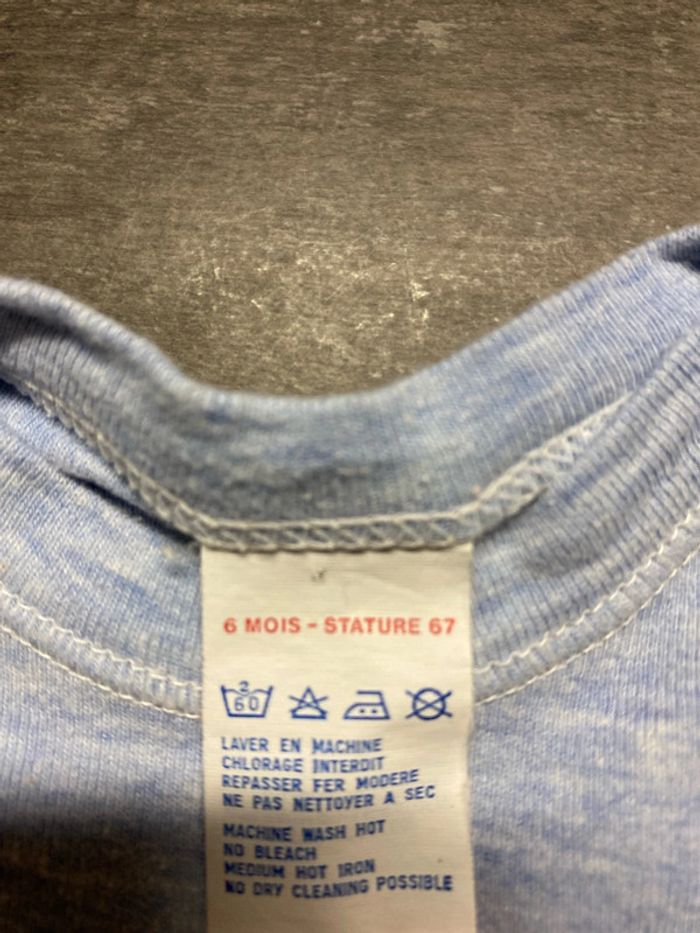 6 MOIS - STATURE 67
2
60
LAVER EN MACHINE
CHLORAGE INTERDIT
REPASSER FER MODERE
NE PAS NETTOYER A SEC
MACHINE WASH HOT
NO BLEACH
MEDIUM HOT IRON
NO DRY CLEANING POSSIBLE